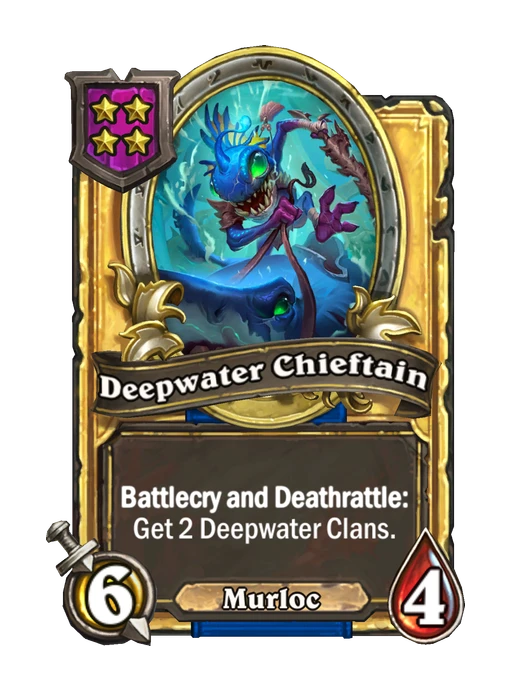 Deepwater Chieftain
Battlecry and Deathrattle:
Get 2 Deepwater Clans.
6
Murloc
4